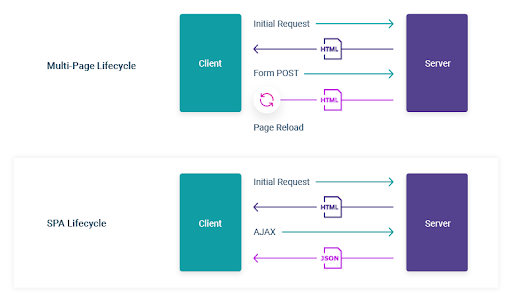 Initial Request
HTML
Multi-Page Lifecycle
Client
Server
Form POST
HTML
Page Reload
Initial Request
HTML
SPA Lifecycle
Client
Server
AJAX
JSON